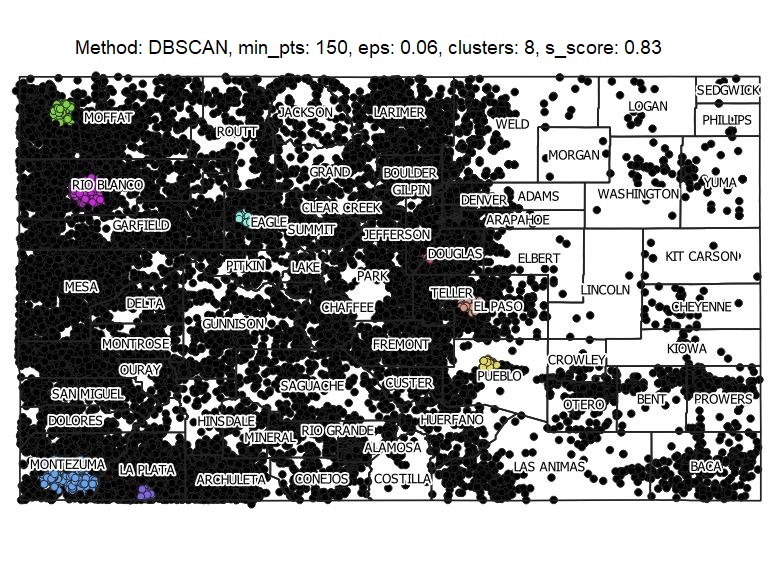 Method: DBSCAN, min_pts: 150, eps: 0.06, clusters: 8, s_score: 0.83
SEDGWICK
LOGAN
MOFFAT
JACKSON
LARIMER
PHILLIPS
WELD
ROUTT
MORGAN
GRAND
BOULDER
RIO BLANCO
YUMA
GILPIN
WASHINGTON
ADAMS
DENVER
CLEAR CREEK
EAGLE
ARAPAHOE
GARFIELD
SUMMIT
JEFFERSON
DOUGLAS
ELBERT
KIT CARSON
PITKIN
LAKE
PARK
MESA
LINCOLN
TELLER
DELTA
EL PASO
CHAFFEE
CHEYENNE
GUNNISON
MONTROSE
FREMONT
KIOWA
CROWLEY
OURAY
PUEBLO
CUSTER
SAGUACHE
SAN MIGUEL
BENT
PROWERS
OTERO
DOLORES
HINSDALE
HUERFANO
RIO GRANDE
MINERAL
ALAMOSA
MONTEZUMA
LA PLATA
LAS ANIMAS
BACA
ARCHULETA
CONEJOS
COSTILLA